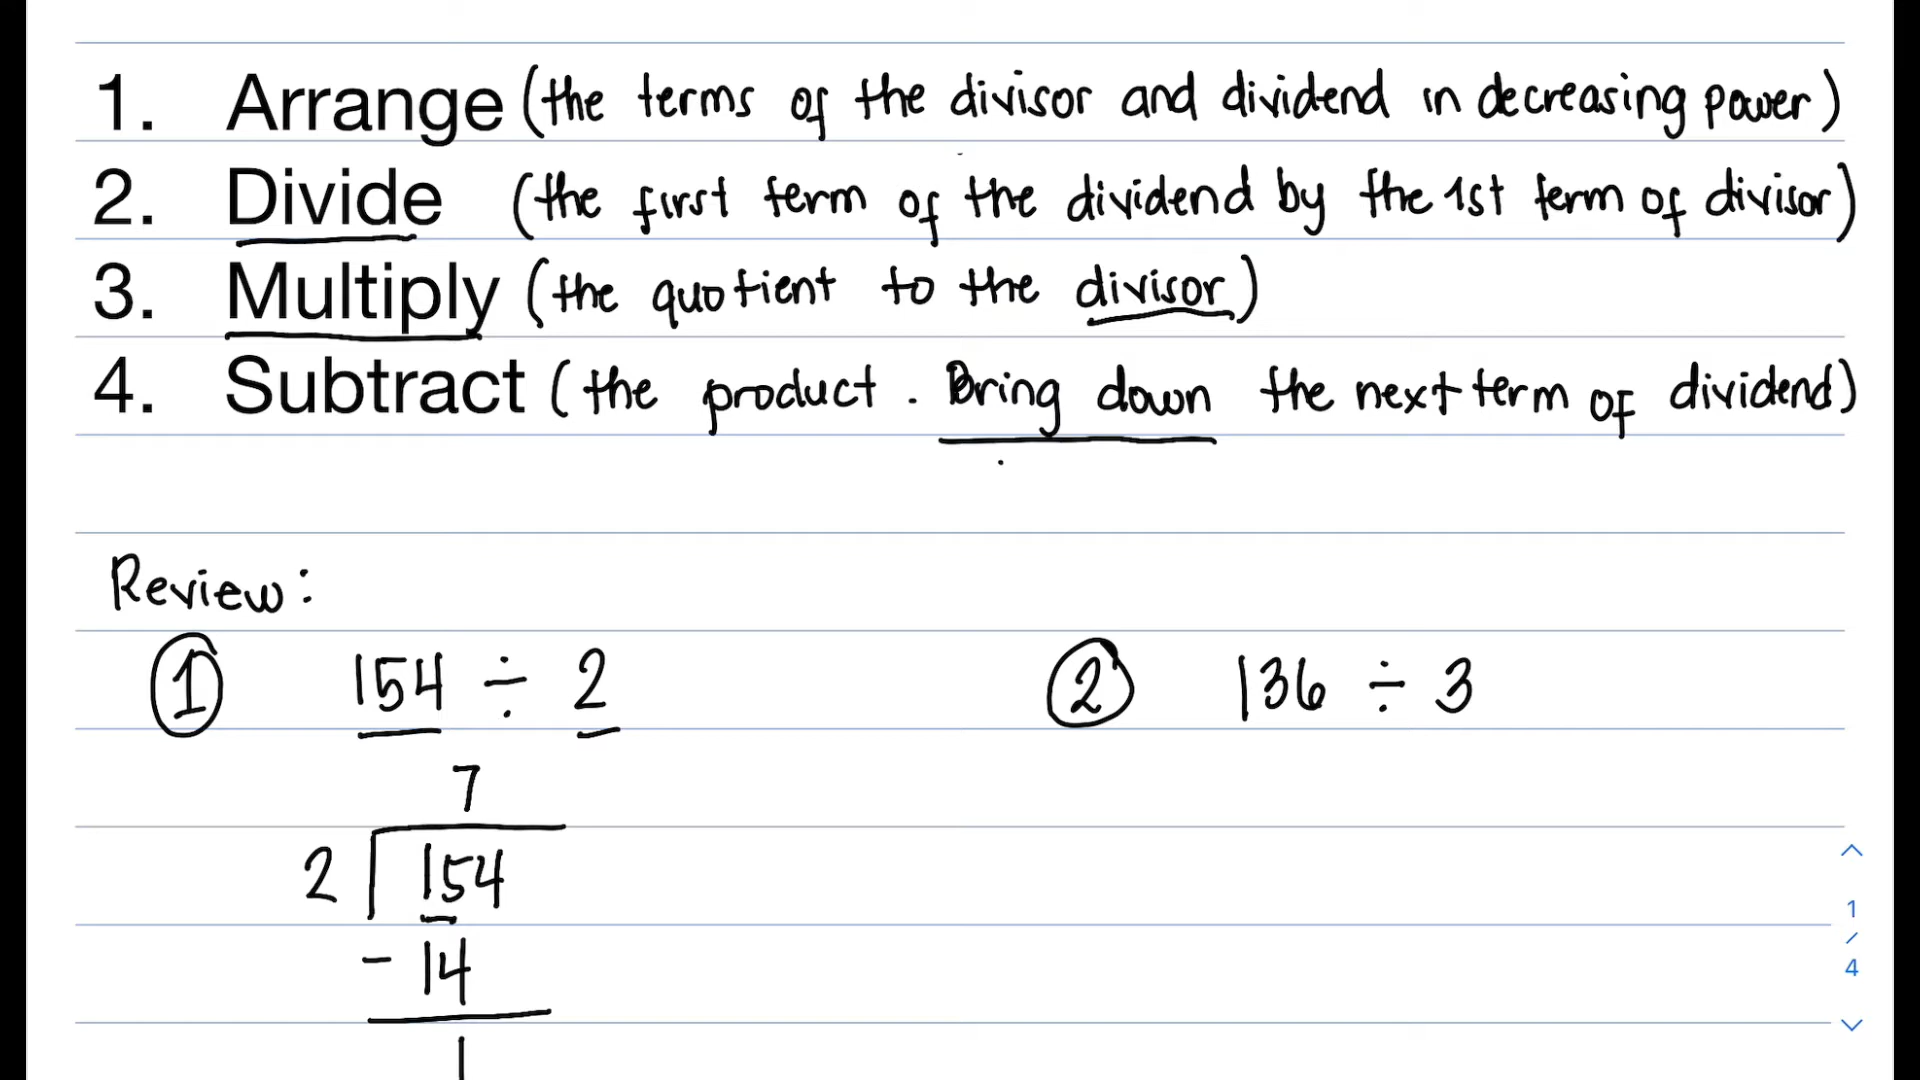 1. Arrange (the terms of the divisor and dividend in decreasing power)
2. Divide (the first term of the dividend by the 1st term of divisor)
3. Multiply (the quotient to the divisor)
4. Subtract (the product. Bring down the next term of dividend)
Review:
① 154 ÷ 2
② 136 ÷ 3
7
2 154
- 14
1
1
/
4